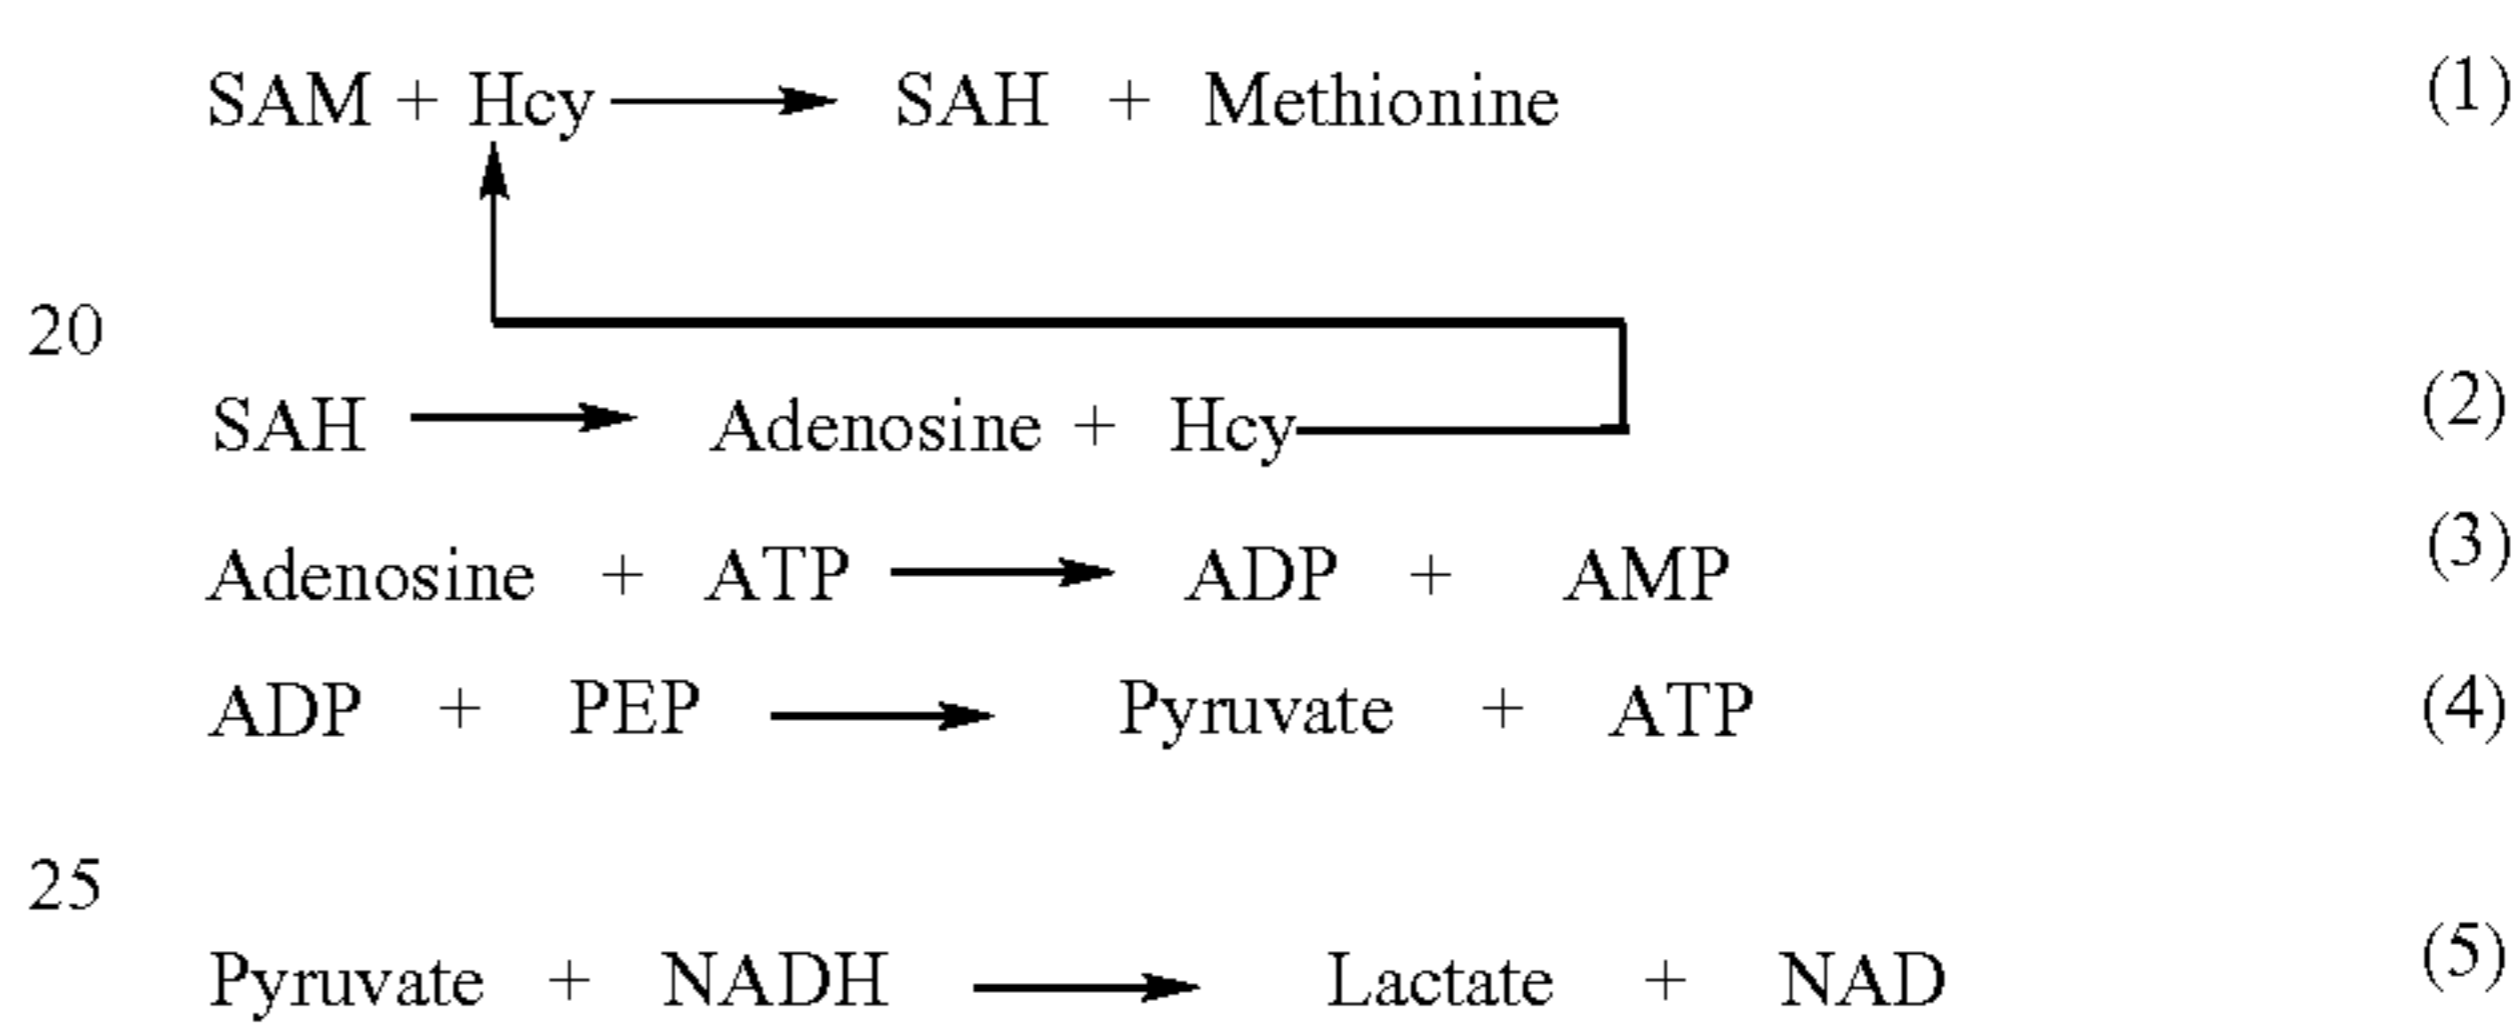 SAM + Hcy ⟶ SAH + Methionine (1)
20
SAH ⟶ Adenosine + Hcy (2)
Adenosine + ATP ⟶ ADP + AMP (3)
ADP + PEP ⟶ Pyruvate + ATP (4)
25
Pyruvate + NADH ⟶ Lactate + NAD (5)